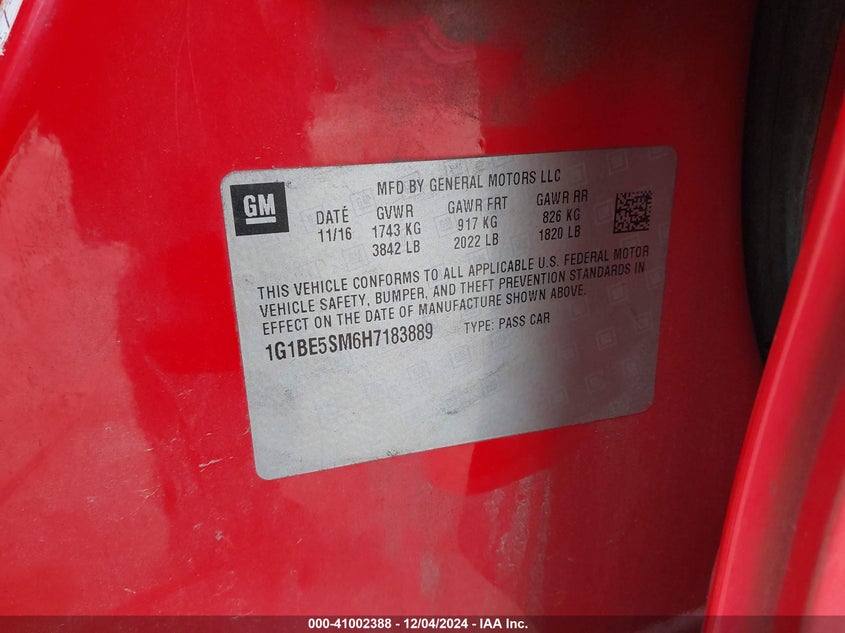 GM
MFD BY GENERAL MOTORS LLC
DATE GVWR GAWR FRT GAWR RR
11/16 1743 KG 917 KG 826 KG
3842 LB 2022 LB 1820 LB
THIS VEHICLE CONFORMS TO ALL APPLICABLE U.S. FEDERAL MOTOR
VEHICLE SAFETY, BUMPER, AND THEFT PREVENTION STANDARDS IN
EFFECT ON THE DATE OF MANUFACTURE SHOWN ABOVE.
1G1BE5SM6H7183889 TYPE: PASS CAR
000-41002388 - 12/04/2024 - IAA Inc.